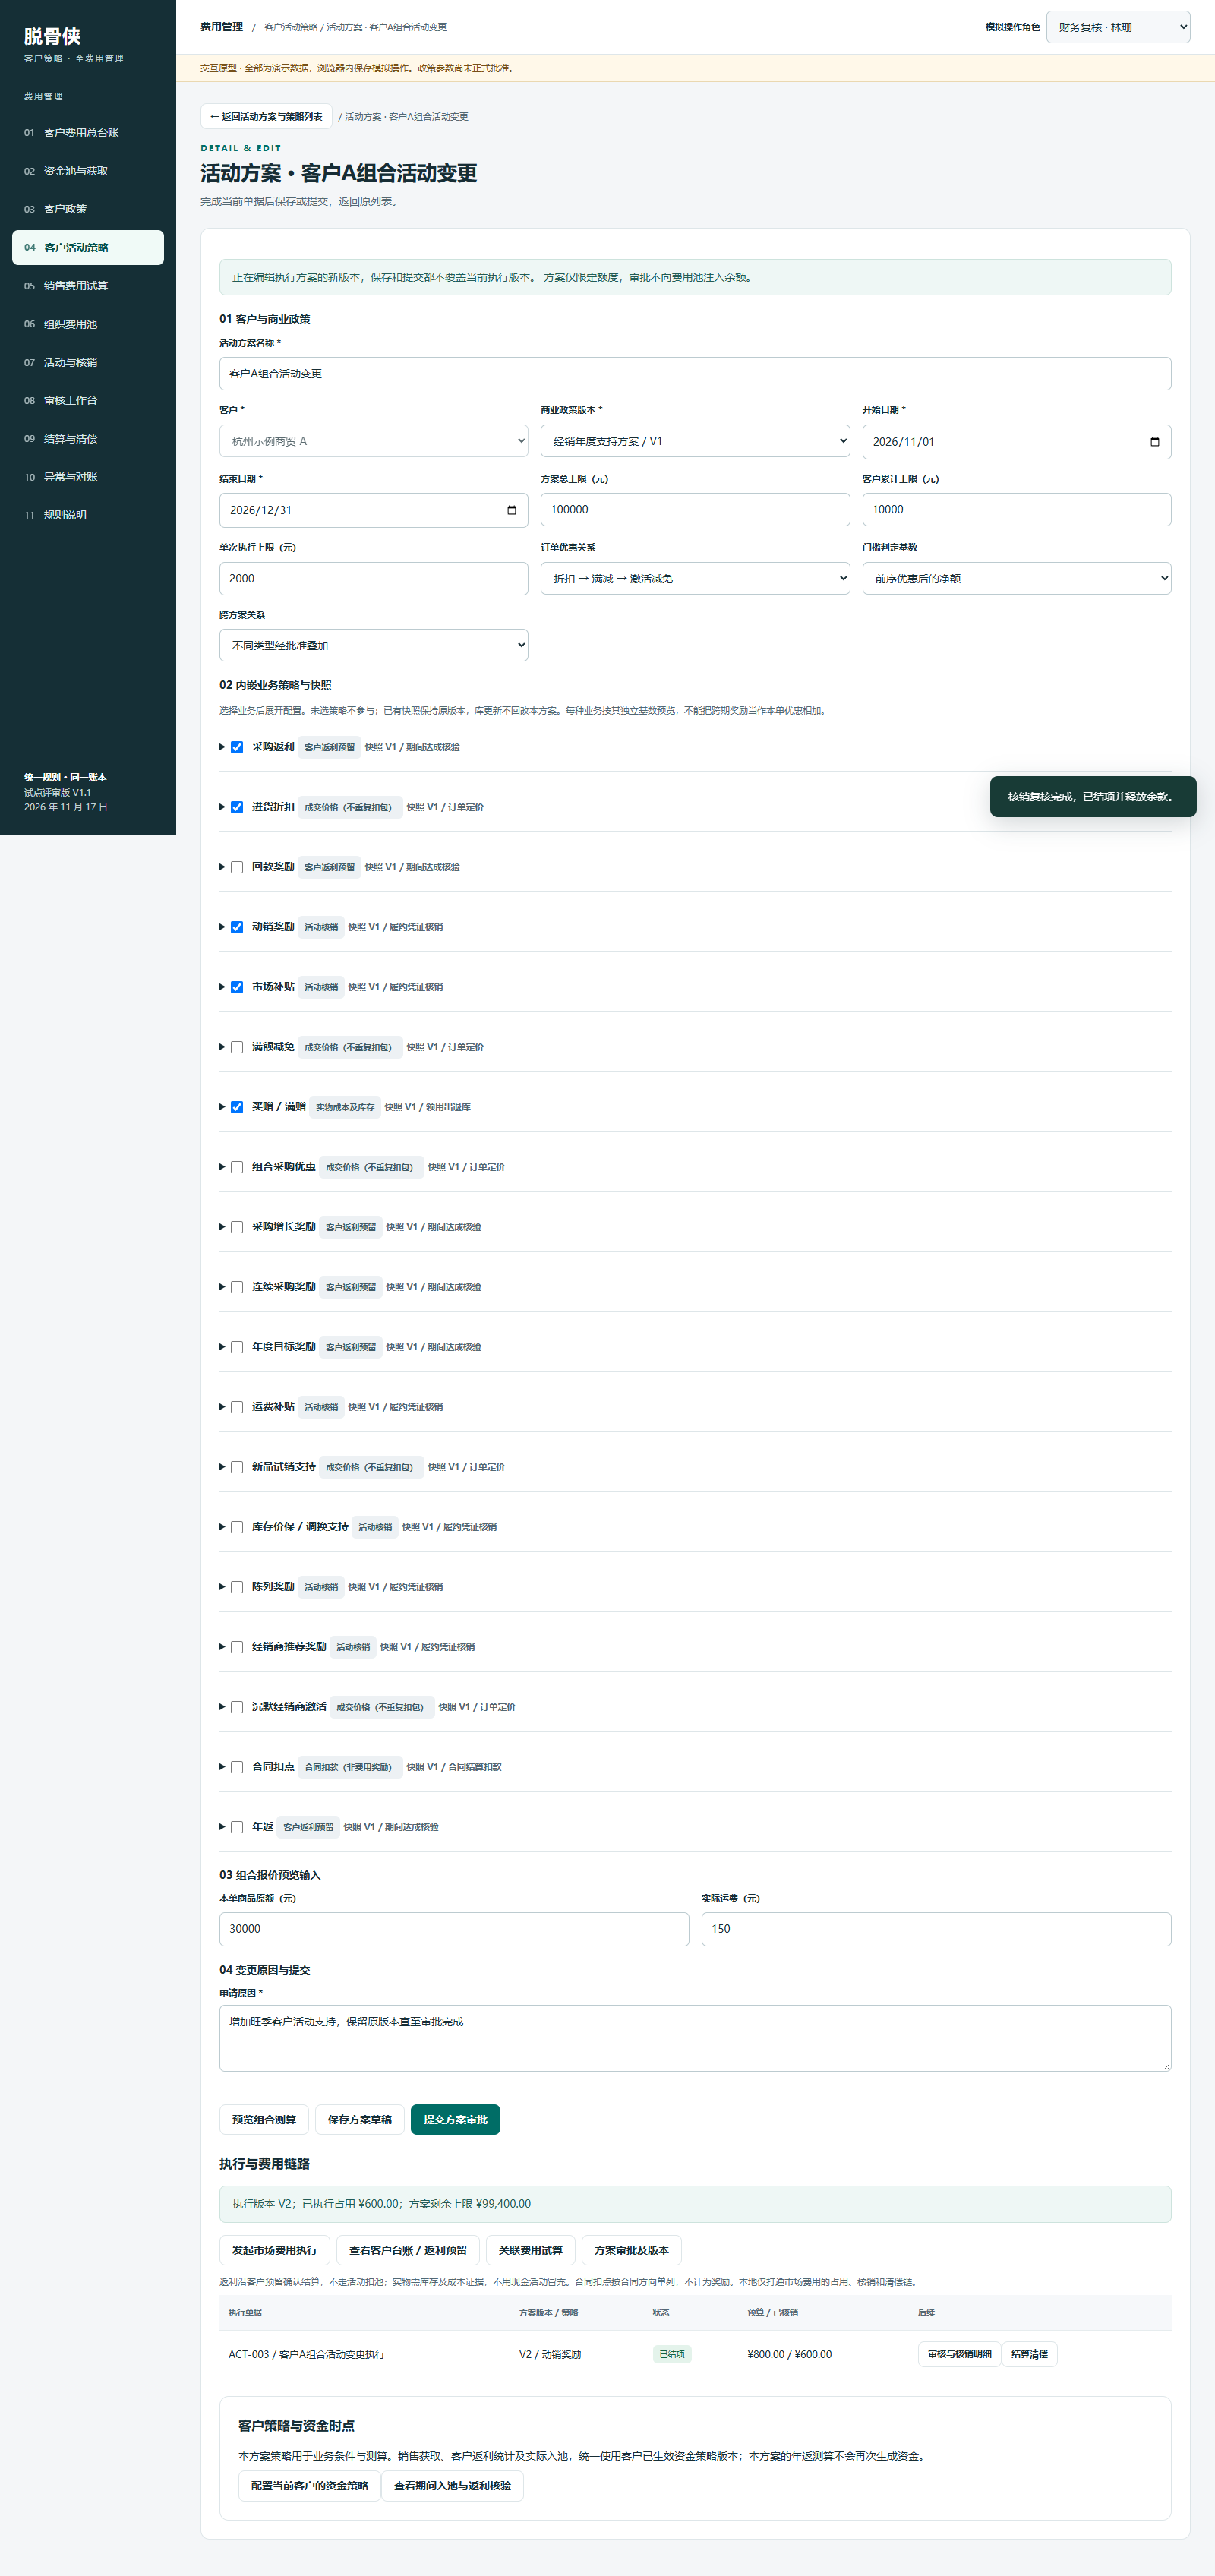 脱骨侠
客户策略 · 全费用管理
费用管理
01 客户费用总台账
02 资金池与获取
03 客户政策
04 客户活动策略
05 销售费用试算
06 组织费用池
07 活动与核销
08 审核工作台
09 结算与清偿
10 异常与对账
11 规则说明
统一规则 · 同一账本
试点评审版 V1.1
2026 年 11 月 17 日
费用管理 / 客户活动策略 / 活动方案 · 客户A组合活动变更
模拟操作角色 财务复核 · 林珊
交互原型 · 全部为演示数据，浏览器内保存模拟操作。政策参数尚未正式批准。
← 返回活动方案与策略列表 / 活动方案 · 客户A组合活动变更
DETAIL & EDIT
活动方案 · 客户A组合活动变更
完成当前单据后保存或提交，返回原列表。
正在编辑执行方案的新版本，保存和提交都不覆盖当前执行版本。 方案仅限定额度，审批不向费用池注入余额。
01 客户与商业政策
活动方案名称 *
客户A组合活动变更
客户 * 商业政策版本 * 开始日期 *
杭州示例商贸 A 经销年度支持方案 / V1 2026/11/01
结束日期 * 方案总上限（元） 客户累计上限（元）
2026/12/31 100000 10000
单次执行上限（元） 订单优惠关系 门槛判定基数
2000 折扣 → 满减 → 激活减免 前序优惠后的净额
跨方案关系
不同类型经批准叠加
02 内嵌业务策略与快照
选择业务后展开配置。未选策略不参与；已有快照保持原版本，库更新不回改本方案。每种业务按其独立基数预览，不能把跨期奖励当作本单优惠相加。
采购返利 客户返利预留 快照 V1 / 期间达成核验
进货折扣 成交价格（不重复扣包） 快照 V1 / 订单定价
核销复核完成，已结项并释放余款。
回款奖励 客户返利预留 快照 V1 / 期间达成核验
动销奖励 活动核销 快照 V1 / 履约凭证核销
市场补贴 活动核销 快照 V1 / 履约凭证核销
满额减免 成交价格（不重复扣包） 快照 V1 / 订单定价
买赠 / 满赠 实物成本及库存 快照 V1 / 领用出退库
组合采购优惠 成交价格（不重复扣包） 快照 V1 / 订单定价
采购增长奖励 客户返利预留 快照 V1 / 期间达成核验
连续采购奖励 客户返利预留 快照 V1 / 期间达成核验
年度目标奖励 客户返利预留 快照 V1 / 期间达成核验
运费补贴 活动核销 快照 V1 / 履约凭证核销
新品试销支持 成交价格（不重复扣包） 快照 V1 / 订单定价
库存价保 / 调换支持 活动核销 快照 V1 / 履约凭证核销
陈列奖励 活动核销 快照 V1 / 履约凭证核销
经销商推荐奖励 活动核销 快照 V1 / 履约凭证核销
沉默经销商激活 成交价格（不重复扣包） 快照 V1 / 订单定价
合同扣点 合同扣款（非费用奖励） 快照 V1 / 合同结算扣款
年返 客户返利预留 快照 V1 / 期间达成核验
03 组合报价预览输入
本单商品原额（元） 实际运费（元）
30000 150
04 变更原因与提交
申请原因 *
增加旺季客户活动支持，保留原版本直至审批完成
预览组合测算 保存方案草稿 提交方案审批
执行与费用链路
执行版本 V2；已执行占用 ¥600.00；方案剩余上限 ¥99,400.00
发起市场费用执行 查看客户台账 / 返利预留 关联费用试算 方案审批及版本
返利沿客户预留确认结算，不走活动扣池；实物需库存及成本证据，不用现金活动冒充。合同扣点按合同方向单列，不计为奖励。本地仅打通市场费用的占用、核销和清偿链。
执行单据 方案版本 / 策略 状态 预算 / 已核销 后续
ACT-003 / 客户A组合活动变更执行 V2 / 动销奖励 已结项 ¥800.00 / ¥600.00 审核与核销明细 结算清偿
客户策略与资金时点
本方案策略用于业务条件与测算。销售获取、客户返利统计及实际入池，统一使用客户已生效资金策略版本；本方案的年返测算不会再次生成资金。
配置当前客户的资金策略 查看期间入池与返利核验